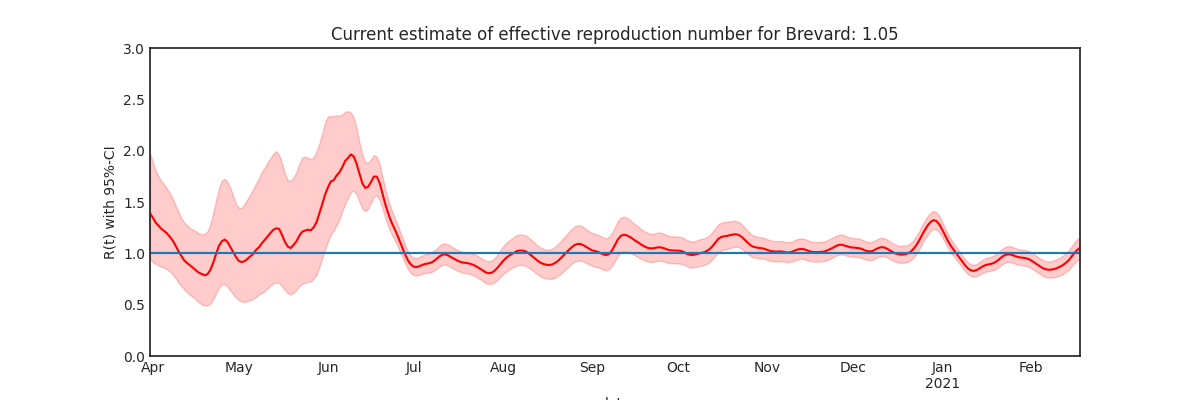 Current estimate of effective reproduction number for Brevard: 1.05
R(t) with 95%-CI
3.0
2.5
2.0
1.5
1.0
0.5
0.0
Apr May Jun Jul Aug Sep Oct Nov Dec Jan Feb
2021